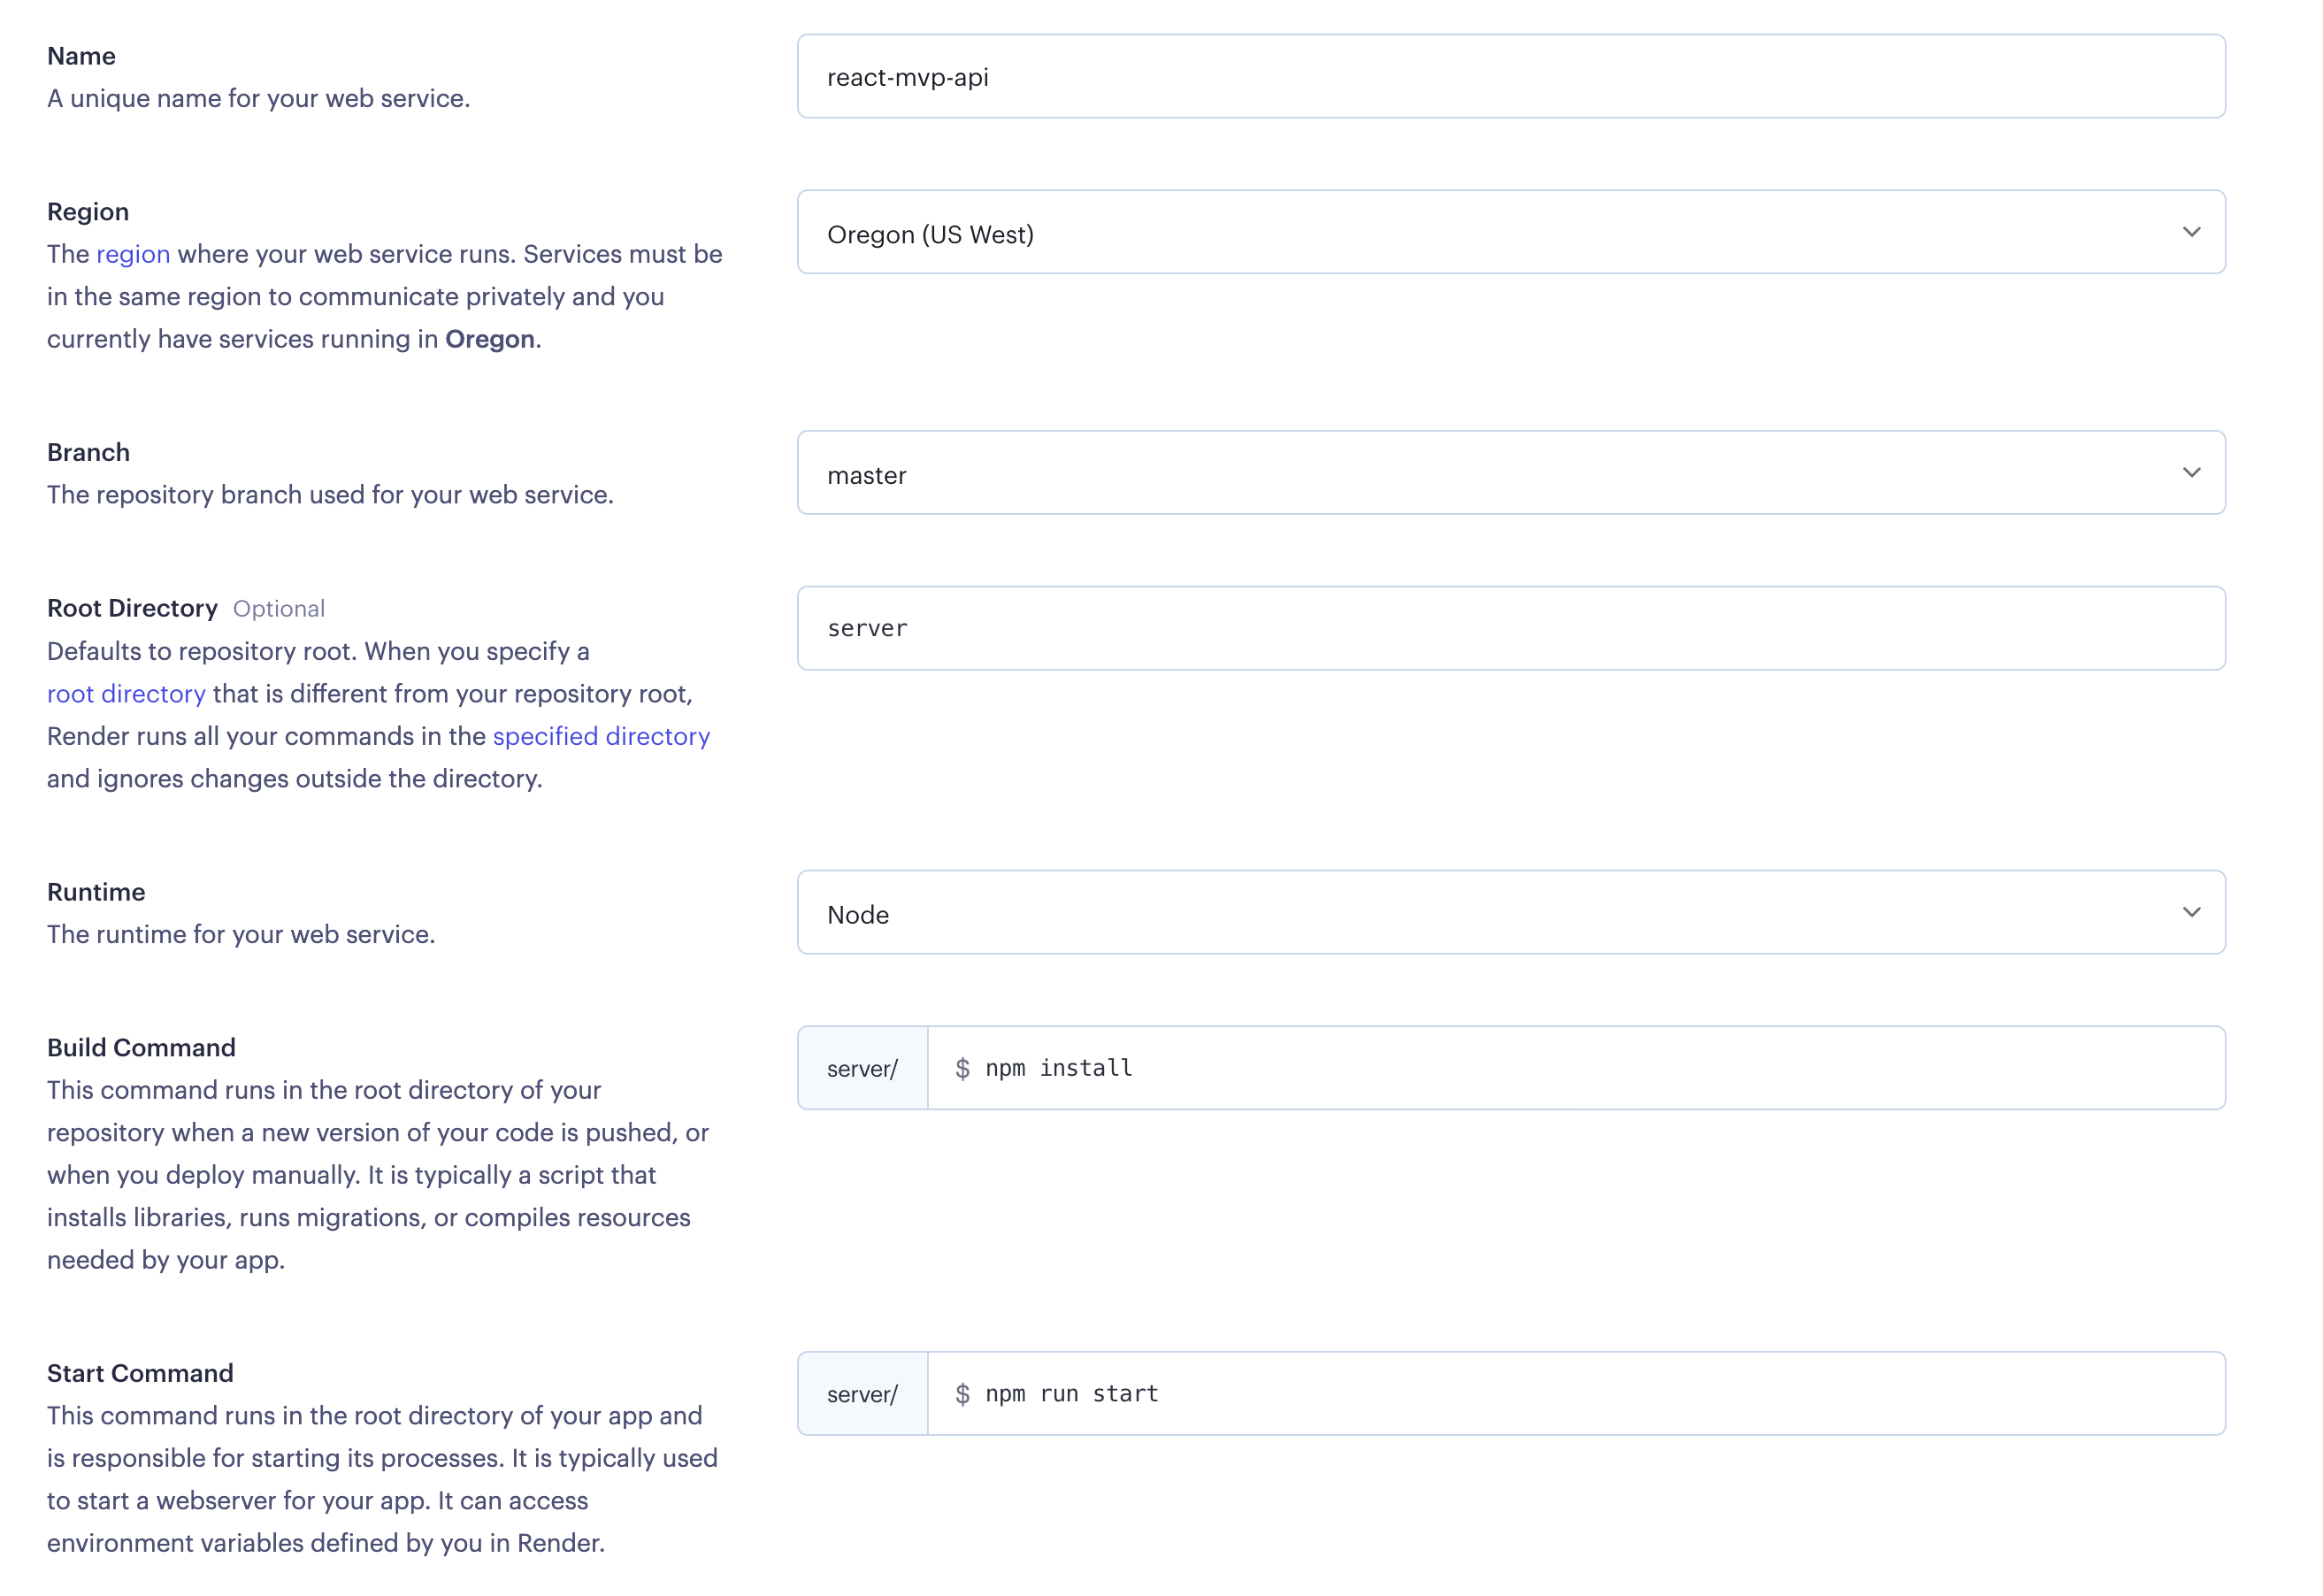 Name
A unique name for your web service.
react-mvp-api
Region
The region where your web service runs. Services must be
in the same region to communicate privately and you
currently have services running in Oregon.
Oregon (US West)
Branch
The repository branch used for your web service.
master
Root Directory Optional
Defaults to repository root. When you specify a
root directory that is different from your repository root,
Render runs all your commands in the specified directory
and ignores changes outside the directory.
server
Runtime
The runtime for your web service.
Node
Build Command
This command runs in the root directory of your
repository when a new version of your code is pushed, or
when you deploy manually. It is typically a script that
installs libraries, runs migrations, or compiles resources
needed by your app.
server/ $ npm install
Start Command
This command runs in the root directory of your app and
is responsible for starting its processes. It is typically used
to start a webserver for your app. It can access
environment variables defined by you in Render.
server/ $ npm run start